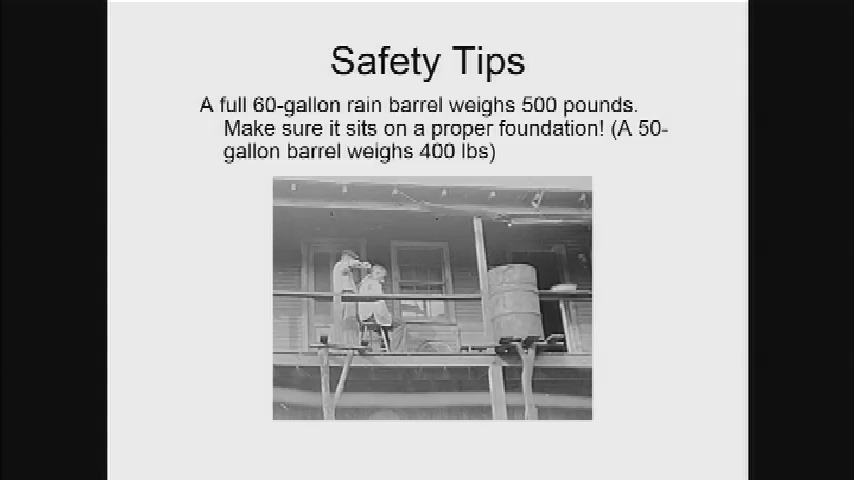 Safety Tips
A full 60-gallon rain barrel weighs 500 pounds.
Make sure it sits on a proper foundation! (A 50-
gallon barrel weighs 400 lbs)